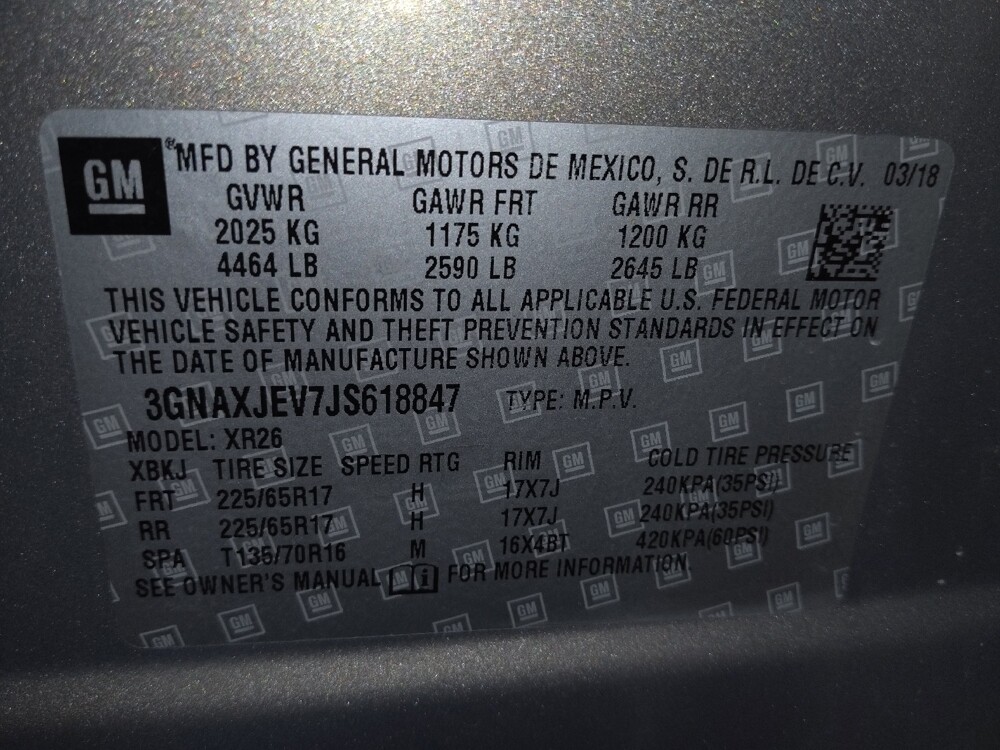 GM
®MFD BY GENERAL MOTORS DE MEXICO, S. DE R.L. DE C.V. 03/18
GVWR GAWR FRT GAWR RR
2025 KG 1175 KG 1200 KG
4464 LB 2590 LB 2645 LB
THIS VEHICLE CONFORMS TO ALL APPLICABLE U.S. FEDERAL MOTOR
VEHICLE SAFETY AND THEFT PREVENTION STANDARDS IN EFFECT ON
THE DATE OF MANUFACTURE SHOWN ABOVE.
3GNAXJEV7JS618847 TYPE: M.P.V.
MODEL: XR26
XBKJ TIRE SIZE SPEED RTG RIM COLD TIRE PRESSURE
FRT 225/65R17 H 17X7J 240KPA(35PSI)
RR 225/65R17 H 17X7J 240KPA(35PSI)
SPA T135/70R16 M 16X4BT 420KPA(60PSI)
SEE OWNER'S MANUAL i FOR MORE INFORMATION.